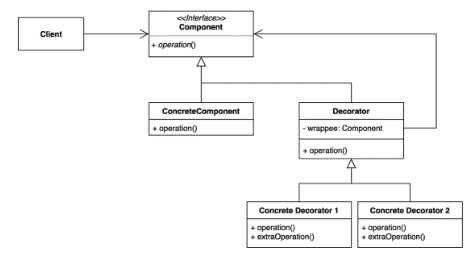 <<Interface>>
Component
Client
+ operation()
ConcreteComponent
+ operation()
Decorator
- wrappee: Component
+ operation()
Concrete Decorator 1
+ operation()
+ extraOperation()
Concrete Decorator 2
+ operation()
+ extraOperation()